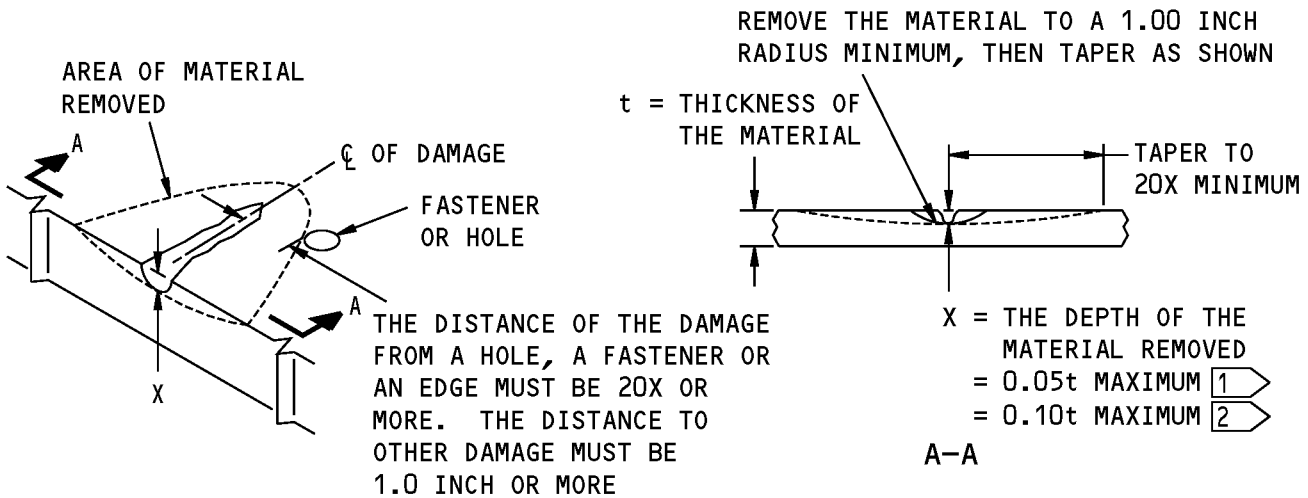 AREA OF MATERIAL
REMOVED
A
℄ OF DAMAGE
FASTENER
OR HOLE
A
X
THE DISTANCE OF THE DAMAGE
FROM A HOLE, A FASTENER OR
AN EDGE MUST BE 20X OR
MORE. THE DISTANCE TO
OTHER DAMAGE MUST BE
1.0 INCH OR MORE
REMOVE THE MATERIAL TO A 1.00 INCH
RADIUS MINIMUM, THEN TAPER AS SHOWN
t = THICKNESS OF
THE MATERIAL
TAPER TO
20X MINIMUM
X = THE DEPTH OF THE
MATERIAL REMOVED
= 0.05t MAXIMUM 1
= 0.10t MAXIMUM 2
A-A